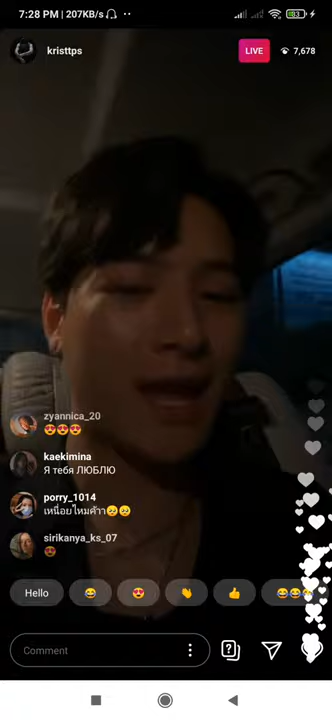 7:28 PM | 207KB/s
83
kristtps
LIVE
7,678
zyannica_20
😍😍😍
kaekimina
Я тебя ЛЮБЛЮ
porry_1014
เหนื่อยไหมค้าา🥺🥺
sirikanya_ks_07
😍
Hello 😂 😍 👏 👍 😂😂😂
Comment